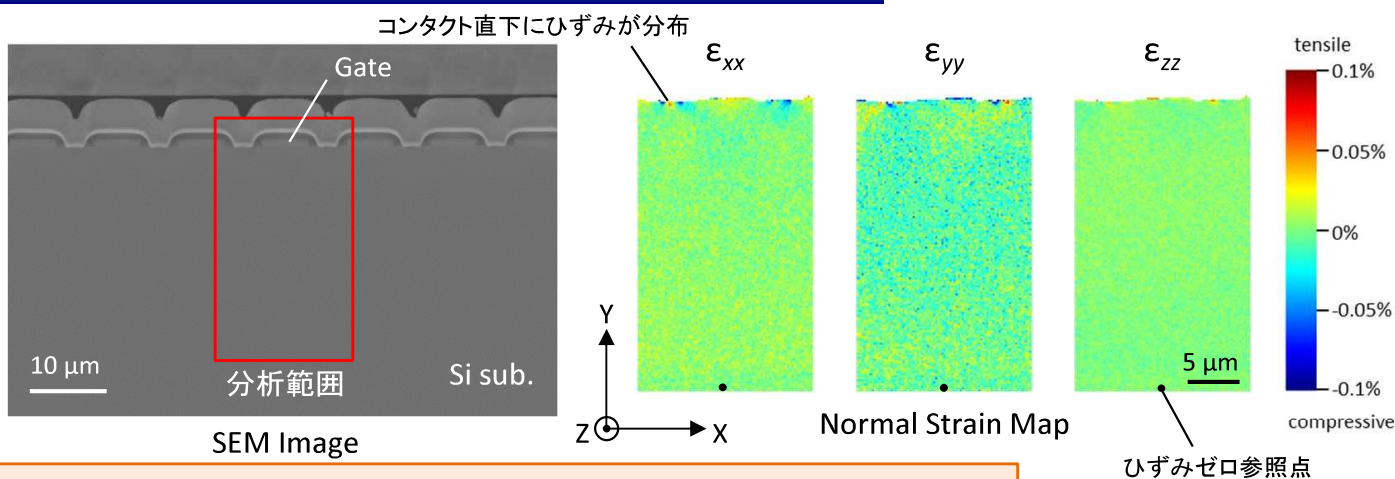 コンタクト直下にひずみが分布
Gate
10 µm
分析範囲
Si sub.
SEM Image
εxx
εyy
εzz
Y
Z
X
5 µm
Normal Strain Map
ひずみゼロ参照点
tensile
0.1%
0.05%
0%
-0.05%
-0.1%
compressive